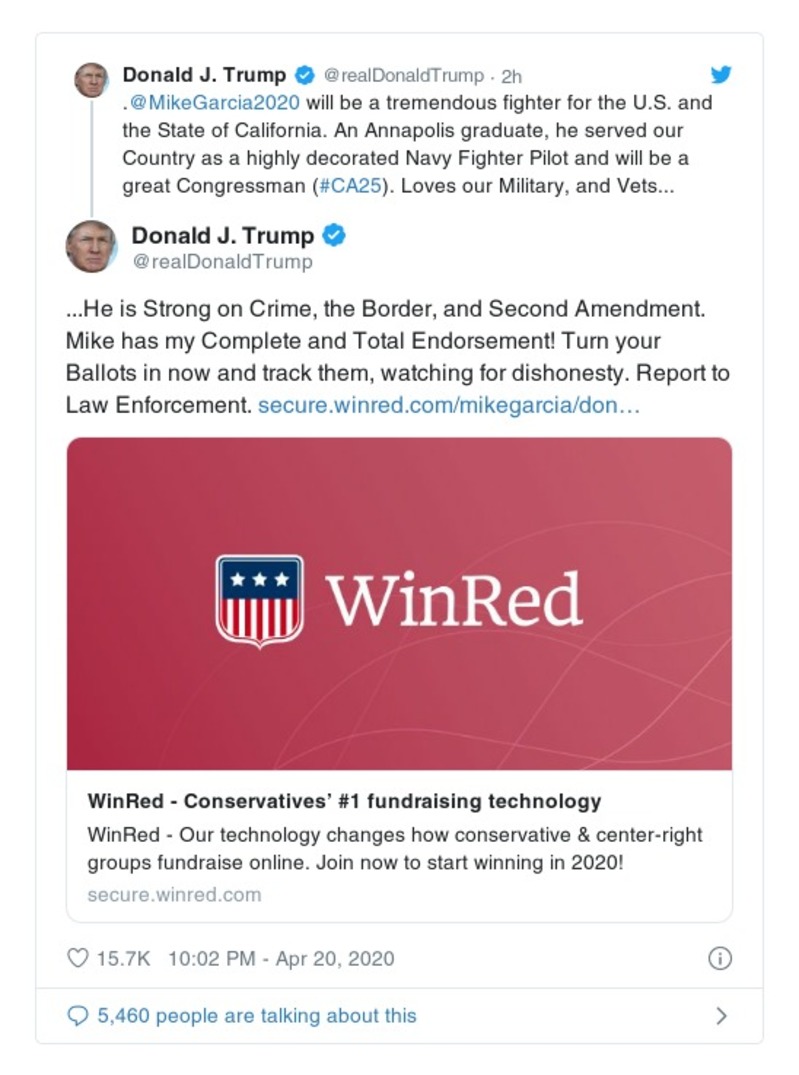 Donald J. Trump @realDonaldTrump · 2h
.@MikeGarcia2020 will be a tremendous fighter for the U.S. and
the State of California. An Annapolis graduate, he served our
Country as a highly decorated Navy Fighter Pilot and will be a
great Congressman (#CA25). Loves our Military, and Vets...
Donald J. Trump
@realDonaldTrump
...He is Strong on Crime, the Border, and Second Amendment.
Mike has my Complete and Total Endorsement! Turn your
Ballots in now and track them, watching for dishonesty. Report to
Law Enforcement. secure.winred.com/mikegarcia/don…
WinRed
WinRed - Conservatives’ #1 fundraising technology
WinRed - Our technology changes how conservative & center-right
groups fundraise online. Join now to start winning in 2020!
secure.winred.com
15.7K 10:02 PM - Apr 20, 2020
5,460 people are talking about this